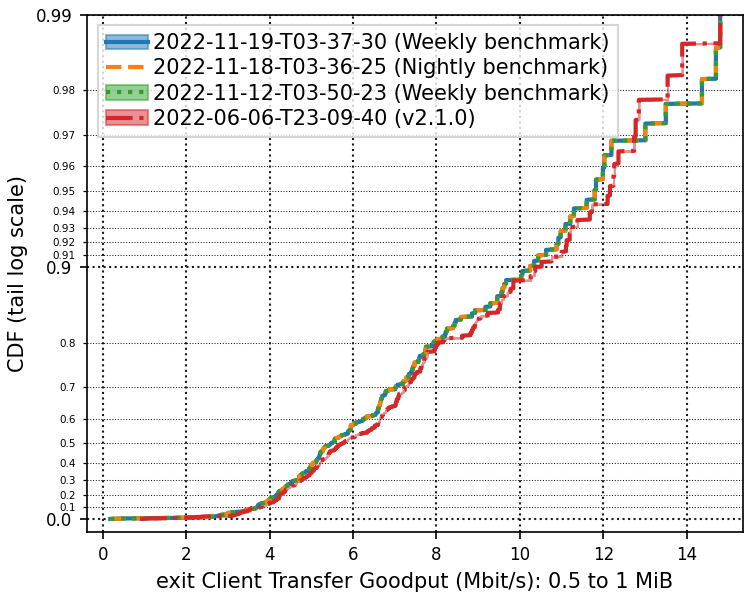 0.99
2022-11-19-T03-37-30 (Weekly benchmark)
2022-11-18-T03-36-25 (Nightly benchmark)
2022-11-12-T03-50-23 (Weekly benchmark)
2022-06-06-T23-09-40 (v2.1.0)
0.98
0.97
0.96
0.95
0.94
0.93
0.92
0.91
0.9
0.8
0.7
0.6
0.5
0.4
0.3
0.2
0.1
0.0
CDF (tail log scale)
0 2 4 6 8 10 12 14
exit Client Transfer Goodput (Mbit/s): 0.5 to 1 MiB